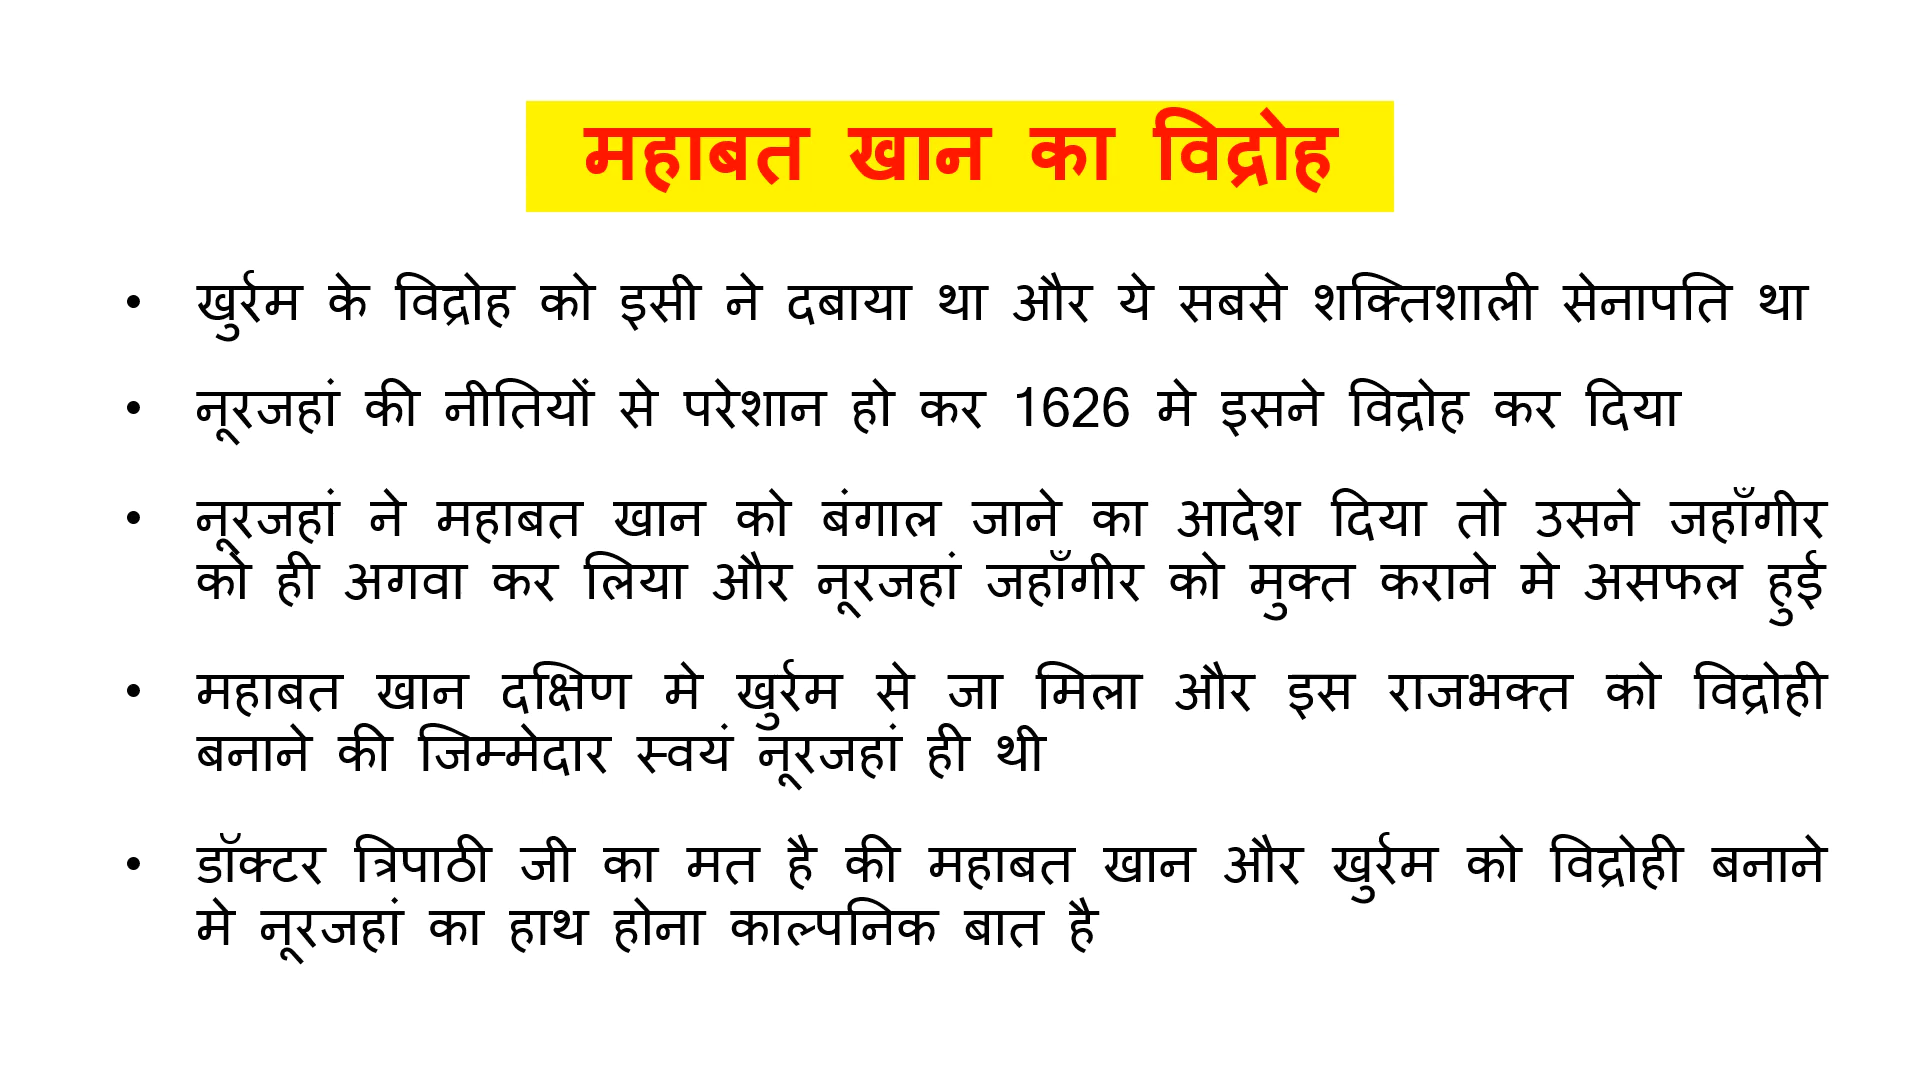 महाबत खान का विद्रोह
• खुर्रम के विद्रोह को इसी ने दबाया था और ये सबसे शक्तिशाली सेनापति था
• नूरजहां की नीतियों से परेशान हो कर 1626 मे इसने विद्रोह कर दिया
• नूरजहां ने महाबत खान को बंगाल जाने का आदेश दिया तो उसने जहाँगीर
को ही अगवा कर लिया और नूरजहां जहाँगीर को मुक्त कराने मे असफल हुई
• महाबत खान दक्षिण मे खुर्रम से जा मिला और इस राजभक्त को विद्रोही
बनाने की जिम्मेदार स्वयं नूरजहां ही थी
• डॉक्टर त्रिपाठी जी का मत है की महाबत खान और खुर्रम को विद्रोही बनाने
मे नूरजहां का हाथ होना काल्पनिक बात है